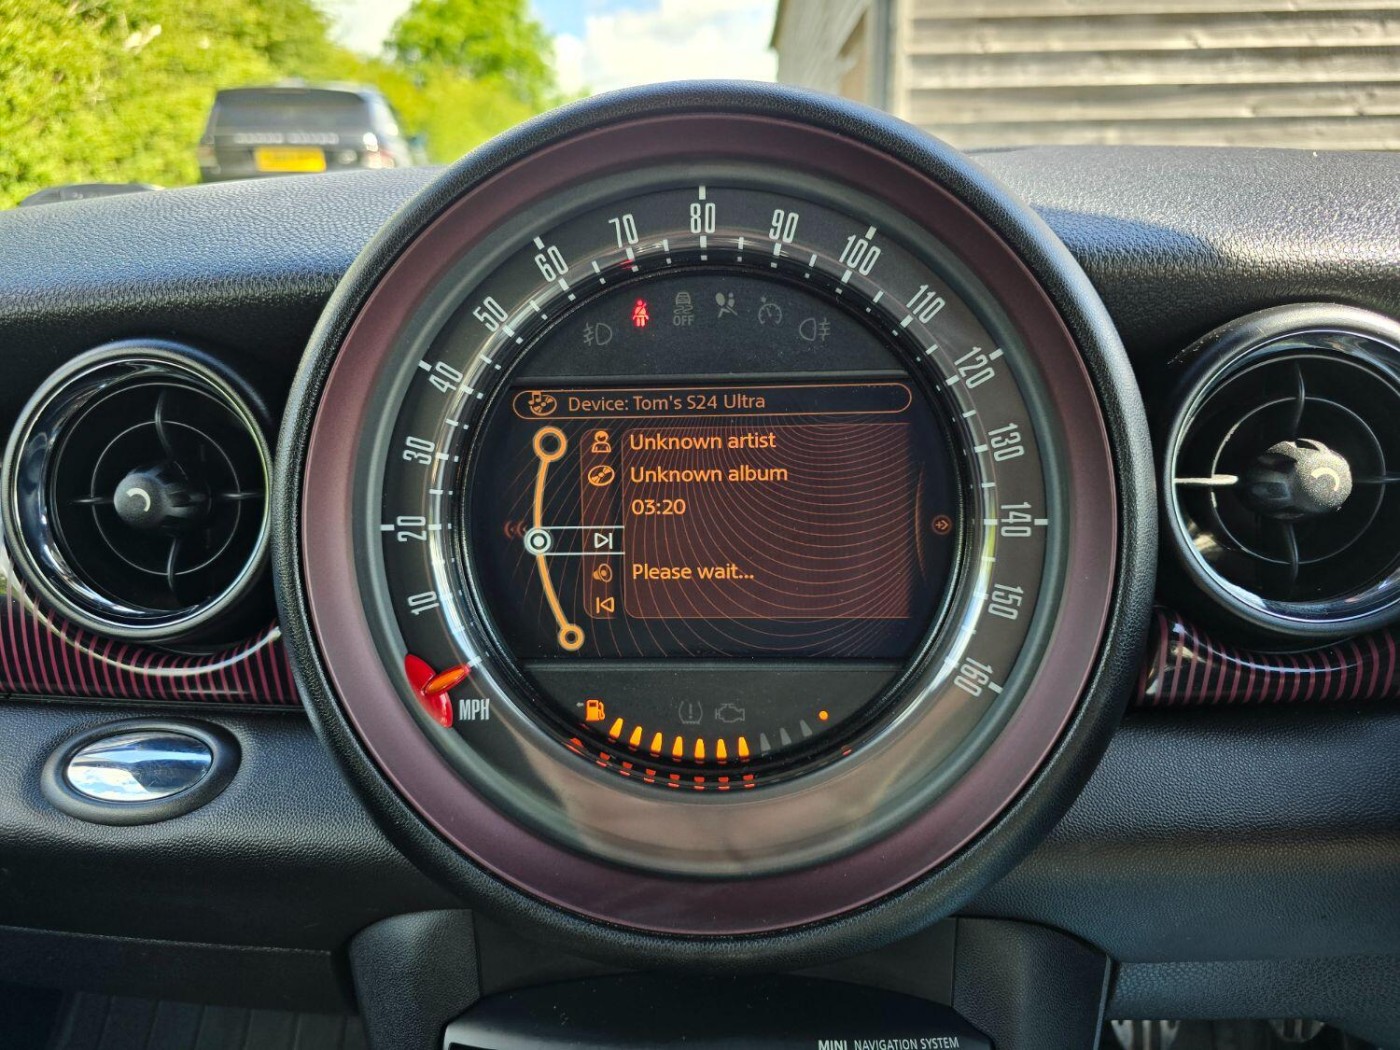 80
70
90
60
100
50
110
OFF
40
120
Device: Tom's S24 Ultra
30
Unknown artist
130
Unknown album
03:20
20
140
Please wait...
10
150
160
MPH
MINI NAVIGATION SYSTEM